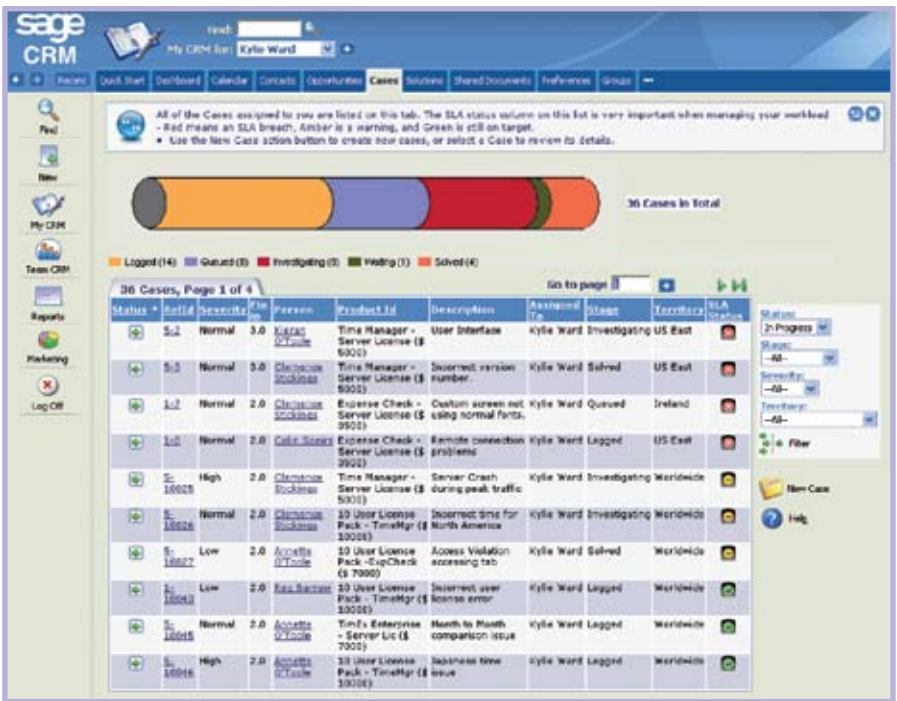 sage
CRM
Find:
My CRM for: Kylie Ward
Recent Quick Start Dashboard Calendar Contacts Opportunities Cases Solutions Shared Documents Preferences Groups
All of the Cases assigned to you are listed on this tab. The SLA status column on this list is very important when managing your workload
- Red means an SLA breach, Amber is a warning, and Green is still on target.
• Use the New Case action button to create new cases, or select a Case to review its details.
Find
New
My CRM
Team CRM
Reports
Marketing
Log Off
36 Cases in Total
Logged (14) Queued Investigating Waiting (1) Solved (4)
36 Cases, Page 1 of 4
Go to page
Status RefId Severity Person Product Id Description Assigned To Stage Territory SLA Status
Normal 3.0 Kieran O'Toole Time Manager - Server License ($ 5000) User Interface Kylie Ward Investigating US East
Normal 3.0 Clemence Stickings Time Manager - Server License ($ 5000) Incorrect version number. Kylie Ward Solved US East
Normal 2.0 Clemence Stickings Expense Check - Server License ($ 3500) Custom screen not using normal fonts. Kylie Ward Queued Ireland
Normal 2.0 Expense Check - Server License ($ 3500) Remote connection problems Kylie Ward Logged US East
5-10025 High 2.0 Clemence Stickings Time Manager - Server License ($ 5000) Server Crash during peak traffic Kylie Ward Investigating Worldwide
5-10026 Normal 2.0 Clemence Stickings 10 User License Pack - TimeMgr ($ 10000) Incorrect time for North America Kylie Ward Investigating Worldwide
5-10027 Low 2.0 Annette O'Toole 10 User License Pack -ExpCheck ($ 7000) Access Violation accessing tab Kylie Ward Solved Worldwide
Low 2.0 10 User License Pack - TimeMgr ($ 10000) Incorrect user license error Kylie Ward Logged Worldwide
Normal 2.0 Annette O'Toole Enterprise - Server Lic ($ 7000) Month to Month comparison issue Kylie Ward Logged Worldwide
High 2.0 Annette O'Toole 10 User License Pack - TimeMgr ($ 10000) Japanese time issue Kylie Ward Logged Worldwide
Status:
In Progress
Stage:
--All--
Severity:
--All--
Territory:
--All--
Filter
New Case
Help